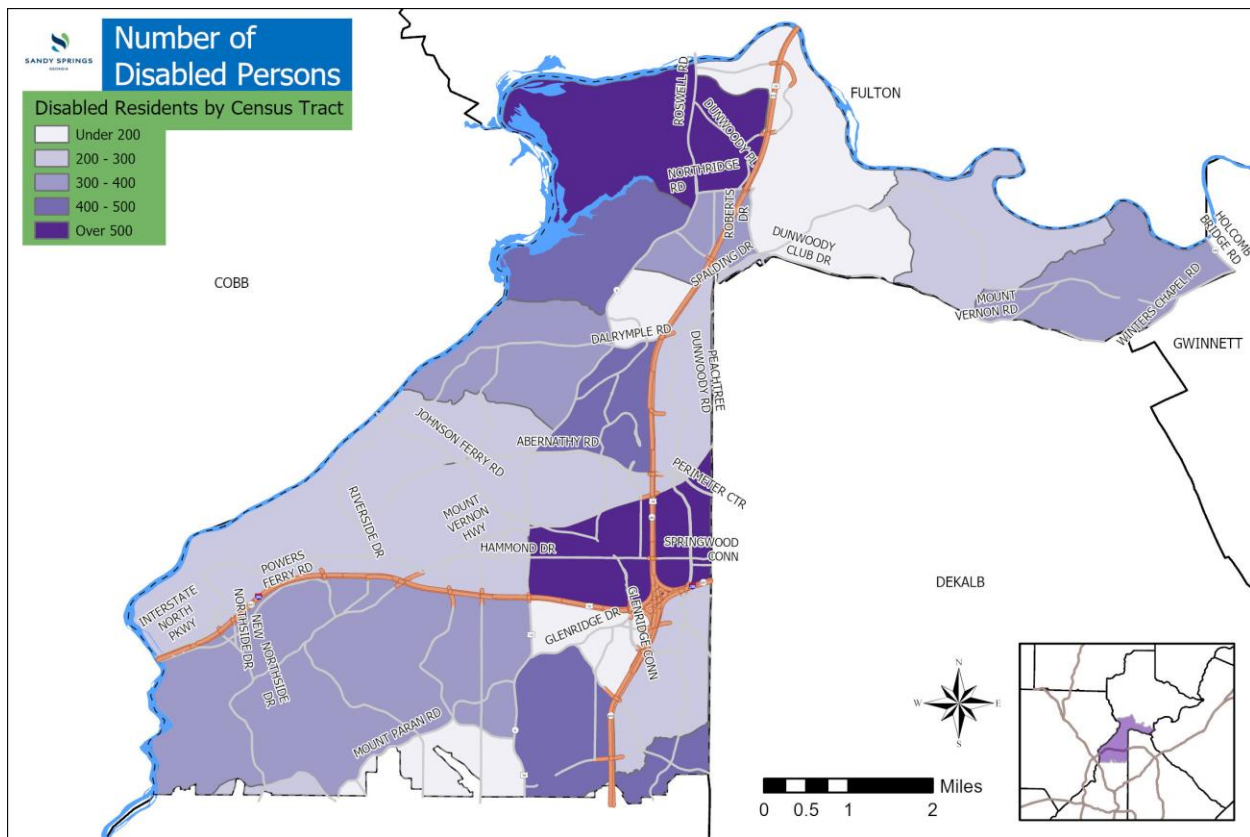 SANDY SPRINGS
GEORGIA
Number of
Disabled Persons
Disabled Residents by Census Tract
Under 200
200 - 300
300 - 400
400 - 500
Over 500
FULTON
COBB
GWINNETT
DEKALB
ROSWELL RD
DUNWOODY PL
NORTHRIDGE
RD
ROBERTS
DR
SPALDING DR
DUNWOODY
CLUB DR
HOLCOMB
BRIDGE RD
MOUNT
VERNON RD
WINTERS CHAPEL RD
DALRYMPLE RD
PEACHTREE
DUNWOODY RD
JOHNSON FERRY RD
ABERNATHY RD
PERIMETER CTR
RIVERSIDE DR
MOUNT
VERNON
HWY
HAMMOND DR
SPRINGWOOD
CONN
POWERS
FERRY RD
INTERSTATE
NORTH
PKWY
NORTHSIDE DR
NEW NORTHSIDE
DR
GLENRIDGE DR
GLENRIDGE CONN
MOUNT PARAN RD
N
W
E
S
0 0.5 1 2 Miles